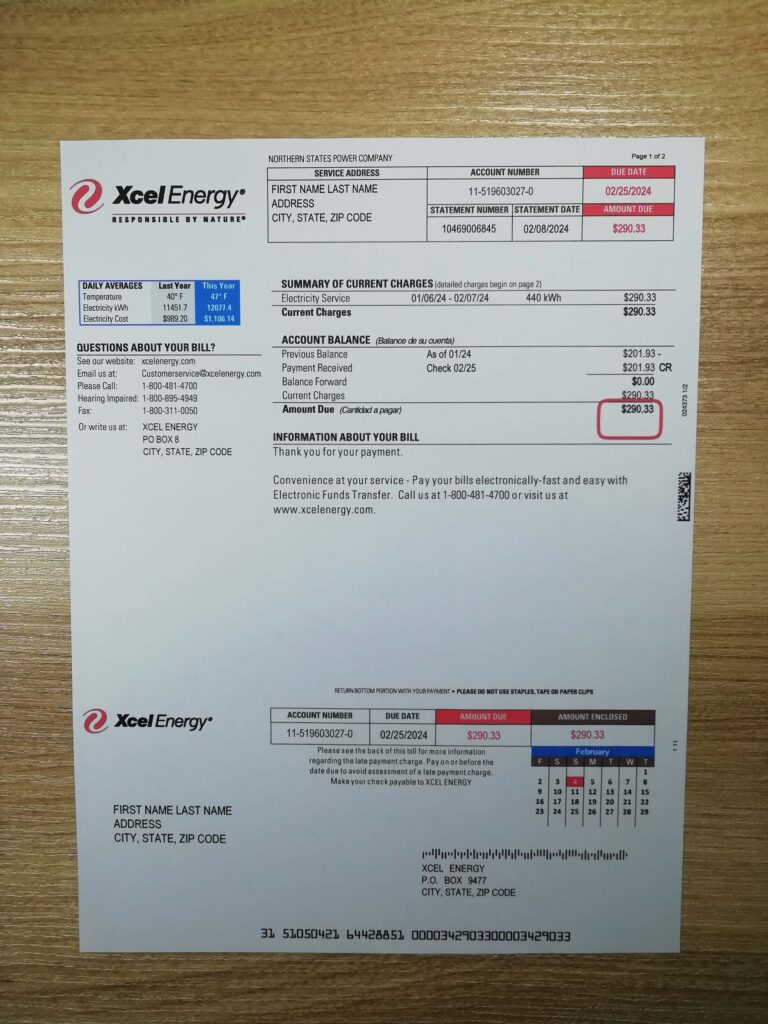 NORTHERN STATES POWER COMPANY
Page 1 of 2
Xcel Energy®
RESPONSIBLE BY NATURE®
SERVICE ADDRESS
FIRST NAME LAST NAME
ADDRESS
CITY, STATE, ZIP CODE
ACCOUNT NUMBER DUE DATE
11-519603027-0 02/25/2024
STATEMENT NUMBER STATEMENT DATE AMOUNT DUE
10469006845 02/08/2024 $290.33
DAILY AVERAGES Last Year This Year
Temperature 40° F 47° F
Electricity kWh 11451.7 12077.4
Electricity Cost $989.20 $1,106.14
QUESTIONS ABOUT YOUR BILL?
See our website: xcelenergy.com
Email us at: Customerservice@xcelenergy.com
Please Call: 1-800-481-4700
Hearing Impaired: 1-800-895-4949
Fax: 1-800-311-0050
Or write us at: XCEL ENERGY
PO BOX 8
CITY, STATE, ZIP CODE
SUMMARY OF CURRENT CHARGES (detailed charges begin on page 2)
Electricity Service 01/06/24 - 02/07/24 440 kWh $290.33
Current Charges $290.33
ACCOUNT BALANCE (Balance de su cuenta)
Previous Balance As of 01/24 $201.93 -
Payment Received Check 02/25 $201.93 CR
Balance Forward $0.00
Current Charges $290.33
Amount Due (Cantidad a pagar) $290.33
INFORMATION ABOUT YOUR BILL
Thank you for your payment.
Convenience at your service - Pay your bills electronically-fast and easy with
Electronic Funds Transfer. Call us at 1-800-481-4700 or visit us at
www.xcelenergy.com.
024373 1/2
RETURN BOTTOM PORTION WITH YOUR PAYMENT • PLEASE DO NOT USE STAPLES, TAPE OR PAPER CLIPS
Xcel Energy®
ACCOUNT NUMBER DUE DATE AMOUNT DUE AMOUNT ENCLOSED
11-519603027-0 02/25/2024 $290.33 $290.33
Please see the back of this bill for more information
regarding the late payment charge. Pay on or before the
date due to avoid assessment of a late payment charge.
Make your check payable to XCEL ENERGY
February
F S S M T W T
1
2 3 4 5 6 7 8
9 10 11 12 13 14 15
16 17 18 19 20 21 22
23 24 25 26 27 28 29
FIRST NAME LAST NAME
ADDRESS
CITY, STATE, ZIP CODE
XCEL ENERGY
P.O. BOX 9477
CITY, STATE, ZIP CODE
31 51050421 64428851 0000342903300003429033